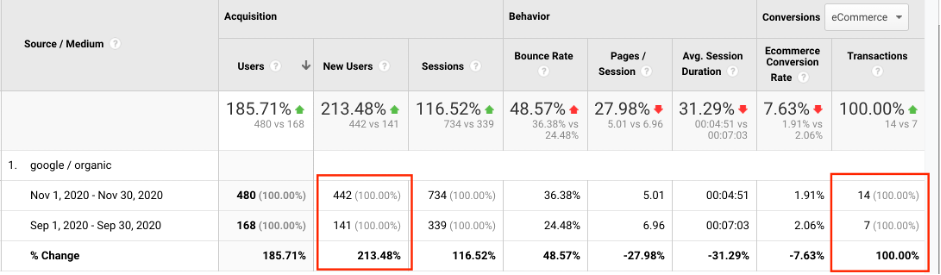 Acquisition Behavior Conversions eCommerce
Source / Medium ?
Users ? New Users ? Sessions ? Bounce Rate ? Pages / Session ? Avg. Session Duration ? Ecommerce Conversion Rate ? Transactions ?
185.71% 213.48% 116.52% 48.57% 27.98% 31.29% 7.63% 100.00%
480 vs 168 442 vs 141 734 vs 339 36.38% vs 24.48% 5.01 vs 6.96 00:04:51 vs 00:07:03 1.91% vs 2.06% 14 vs 7
1. google / organic
Nov 1, 2020 - Nov 30, 2020 480 (100.00%) 442 (100.00%) 734 (100.00%) 36.38% 5.01 00:04:51 1.91% 14 (100.00%)
Sep 1, 2020 - Sep 30, 2020 168 (100.00%) 141 (100.00%) 339 (100.00%) 24.48% 6.96 00:07:03 2.06% 7 (100.00%)
% Change 185.71% 213.48% 116.52% 48.57% -27.98% -31.29% -7.63% 100.00%